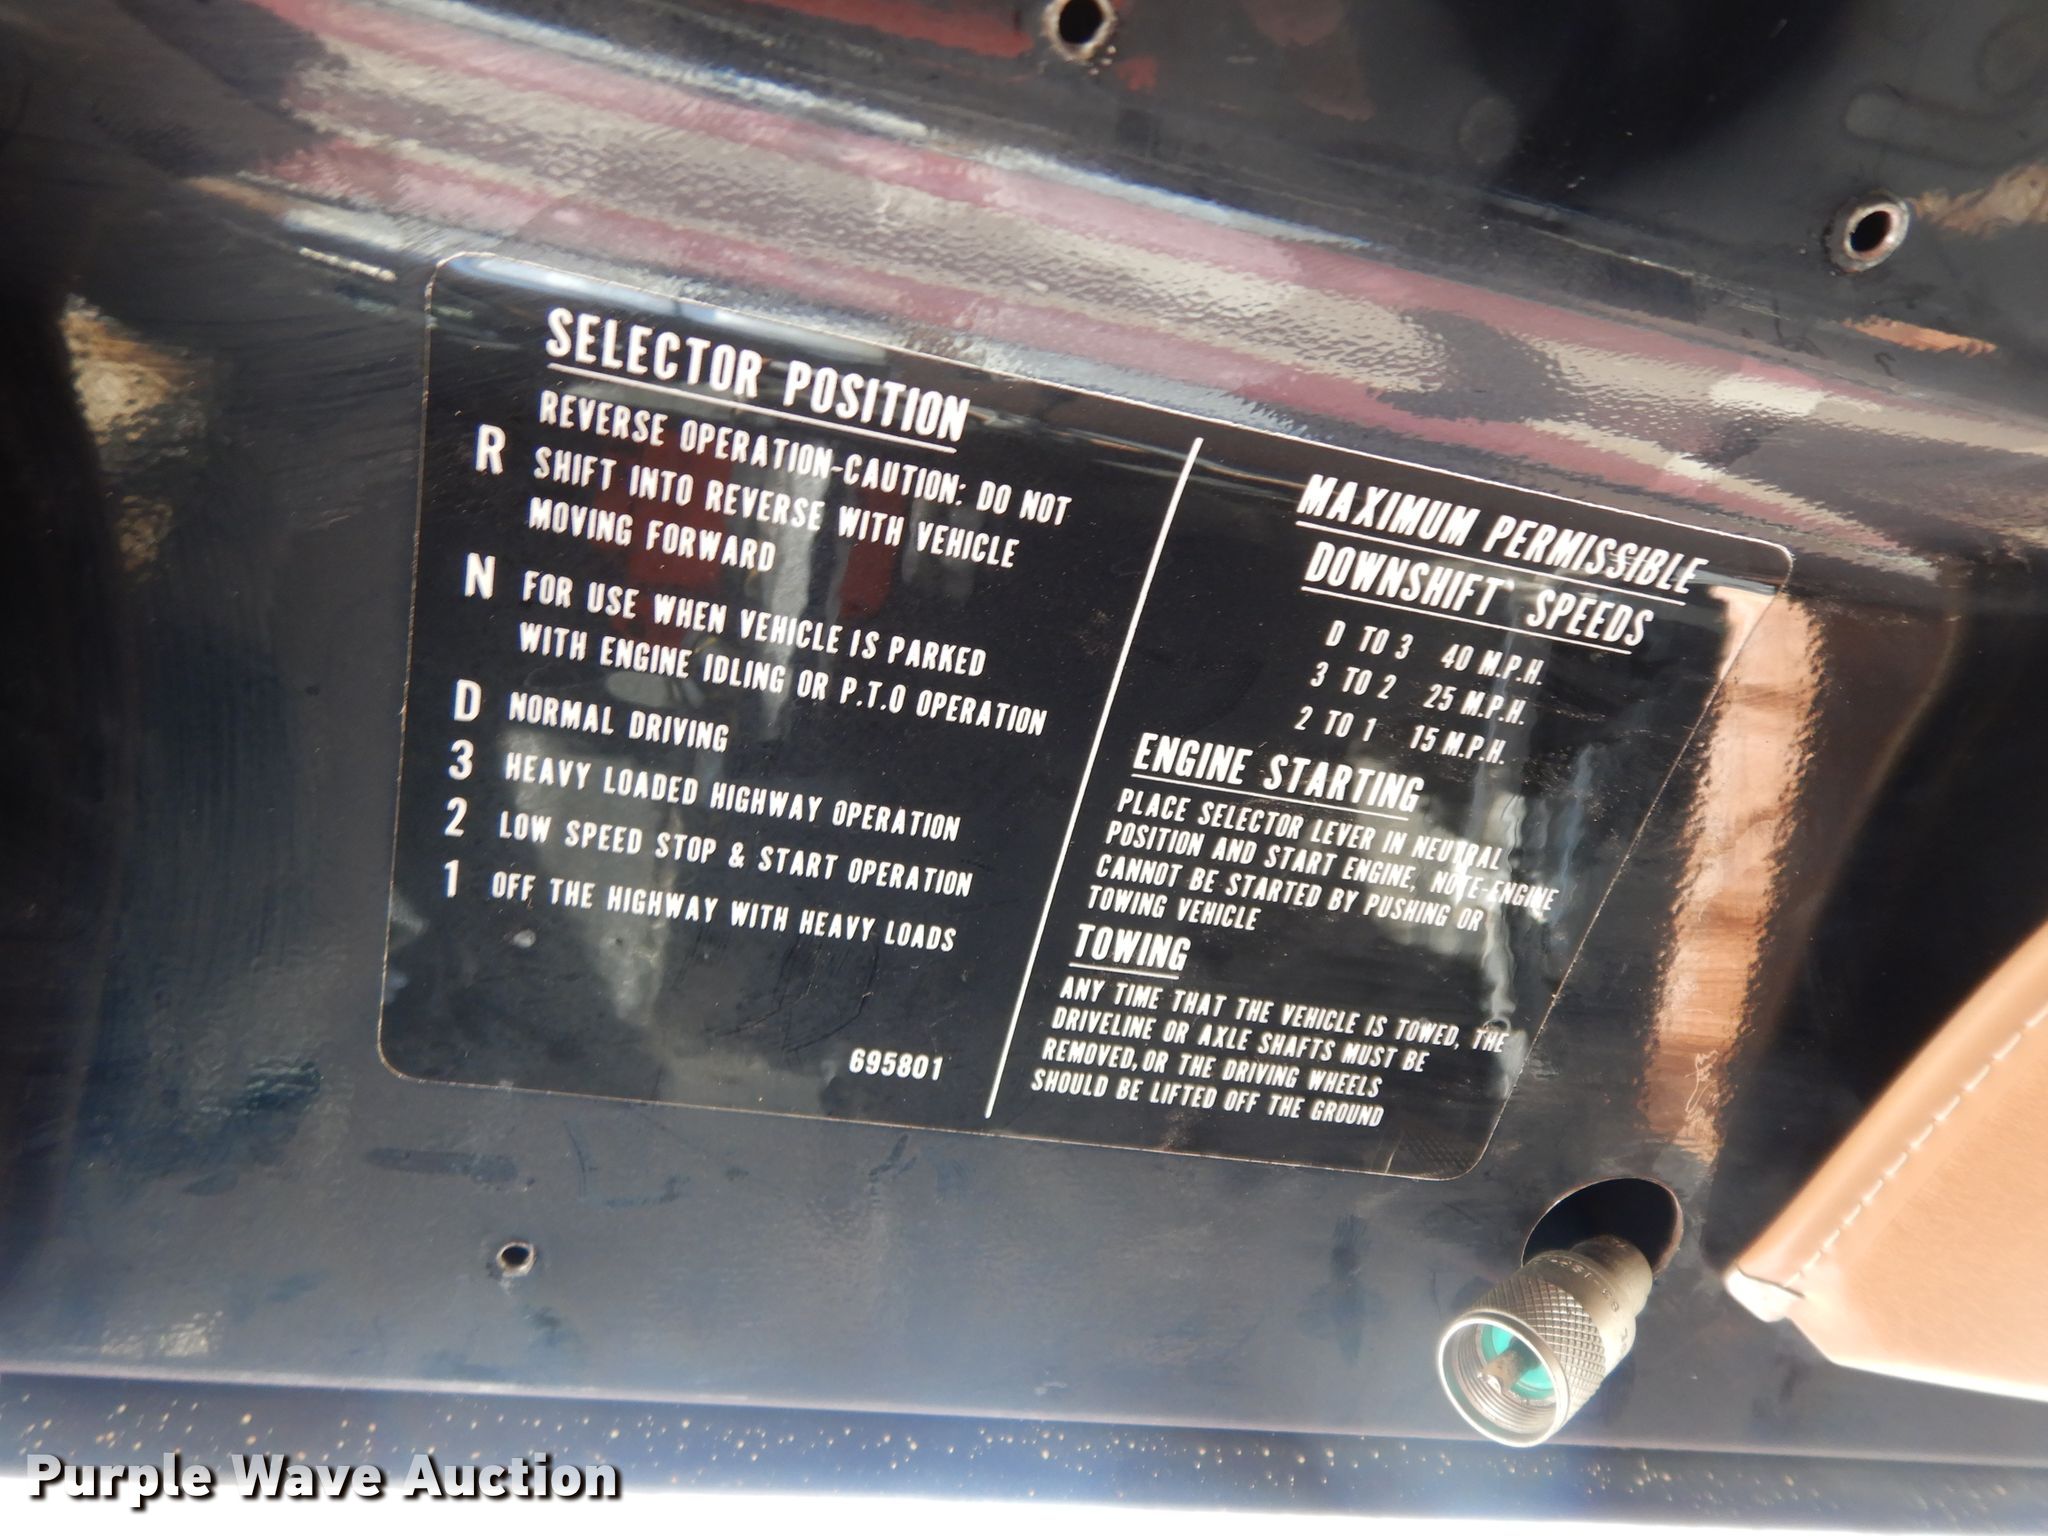 SELECTOR POSITION
REVERSE OPERATION-CAUTION: DO NOT
R SHIFT INTO REVERSE WITH VEHICLE
MOVING FORWARD
N FOR USE WHEN VEHICLE IS PARKED
WITH ENGINE IDLING OR P.T.O OPERATION
D NORMAL DRIVING
3 HEAVY LOADED HIGHWAY OPERATION
2 LOW SPEED STOP & START OPERATION
1 OFF THE HIGHWAY WITH HEAVY LOADS
695801
MAXIMUM PERMISSIBLE
DOWNSHIFT SPEEDS
D TO 3 40 M.P.H.
3 TO 2 25 M.P.H.
2 TO 1 15 M.P.H.
ENGINE STARTING
PLACE SELECTOR LEVER IN NEUTRAL
POSITION AND START ENGINE, NOTE-ENGINE
CANNOT BE STARTED BY PUSHING OR
TOWING VEHICLE
TOWING
ANY TIME THAT THE VEHICLE IS TOWED, THE
DRIVELINE OR AXLE SHAFTS MUST BE
REMOVED, OR THE DRIVING WHEELS
SHOULD BE LIFTED OFF THE GROUND
Purple Wave Auction